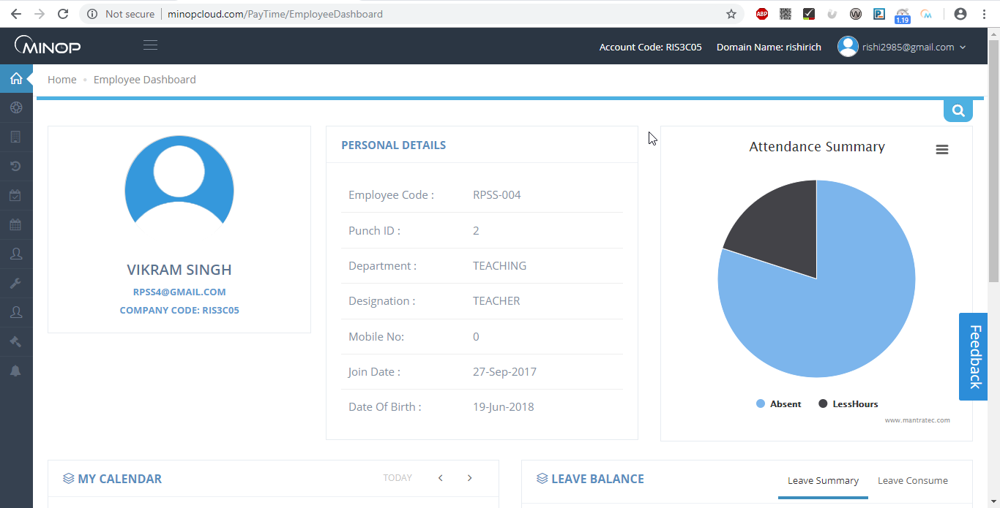 Not secure | minopcloud.com/PayTime/EmployeeDashboard
ABP
W
P
1.19
MINOP
Account Code: RIS3C05
Domain Name: rishirich
rishi2985@gmail.com
Home • Employee Dashboard
VIKRAM SINGH
RPSS4@GMAIL.COM
COMPANY CODE: RIS3C05
PERSONAL DETAILS
Employee Code : RPSS-004
Punch ID : 2
Department : TEACHING
Designation : TEACHER
Mobile No: 0
Join Date : 27-Sep-2017
Date Of Birth : 19-Jun-2018
Attendance Summary
Absent LessHours
www.mantratec.com
Feedback
MY CALENDAR
TODAY
LEAVE BALANCE
Leave Summary Leave Consume